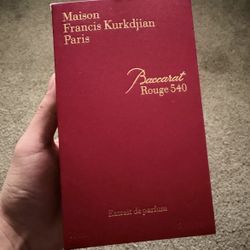 Maison
Francis Kurkdjian
Paris
Baccarat
Rouge 540
Extrait de parfum